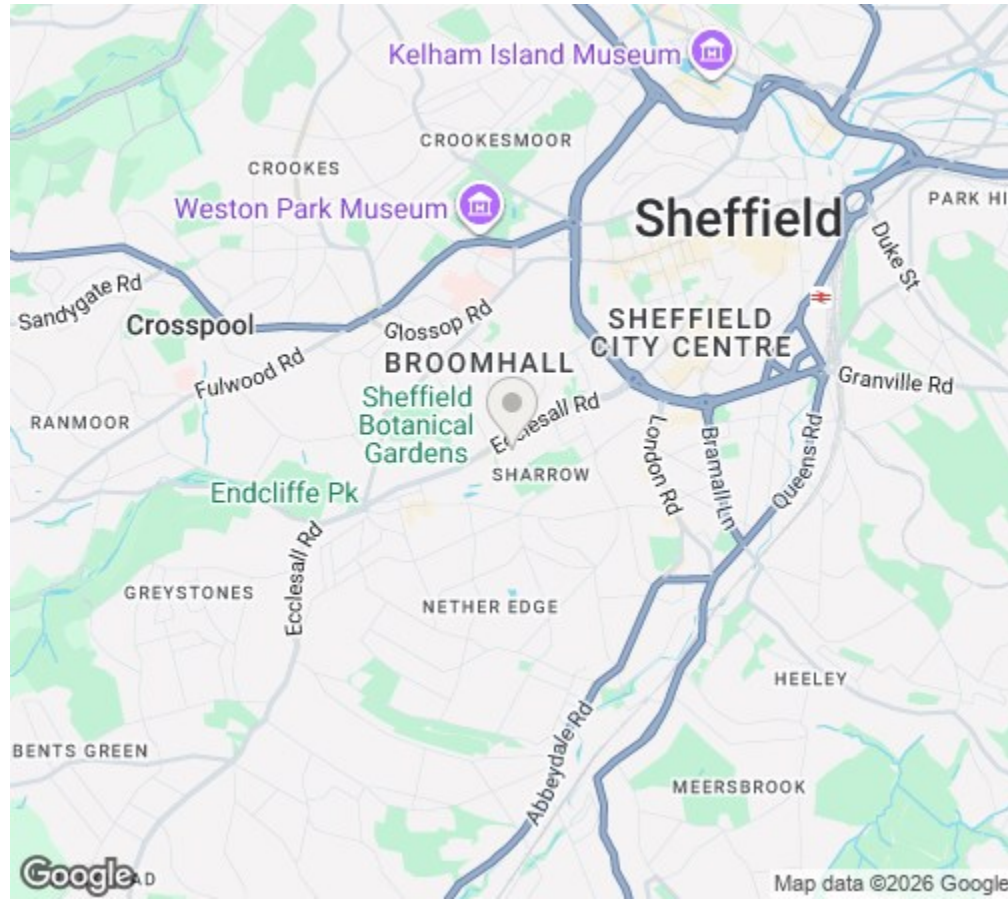 Kelham Island Museum
CROOKESMOOR
CROOKES
Weston Park Museum
Sheffield
PARK HI
Duke St
Sandygate Rd
Crosspool
Glossop Rd
SHEFFIELD
CITY CENTRE
Fulwood Rd
BROOMHALL
Granville Rd
Sheffield
Botanical
Gardens
RANMOOR
Ecclesall Rd
London Rd
Bramall Ln
Queens Rd
SHARROW
Endcliffe Pk
Ecclesall Rd
GREYSTONES
NETHER EDGE
HEELEY
Abbeydale Rd
BENTS GREEN
MEERSBROOK
Google
AD
Map data ©2026 Google